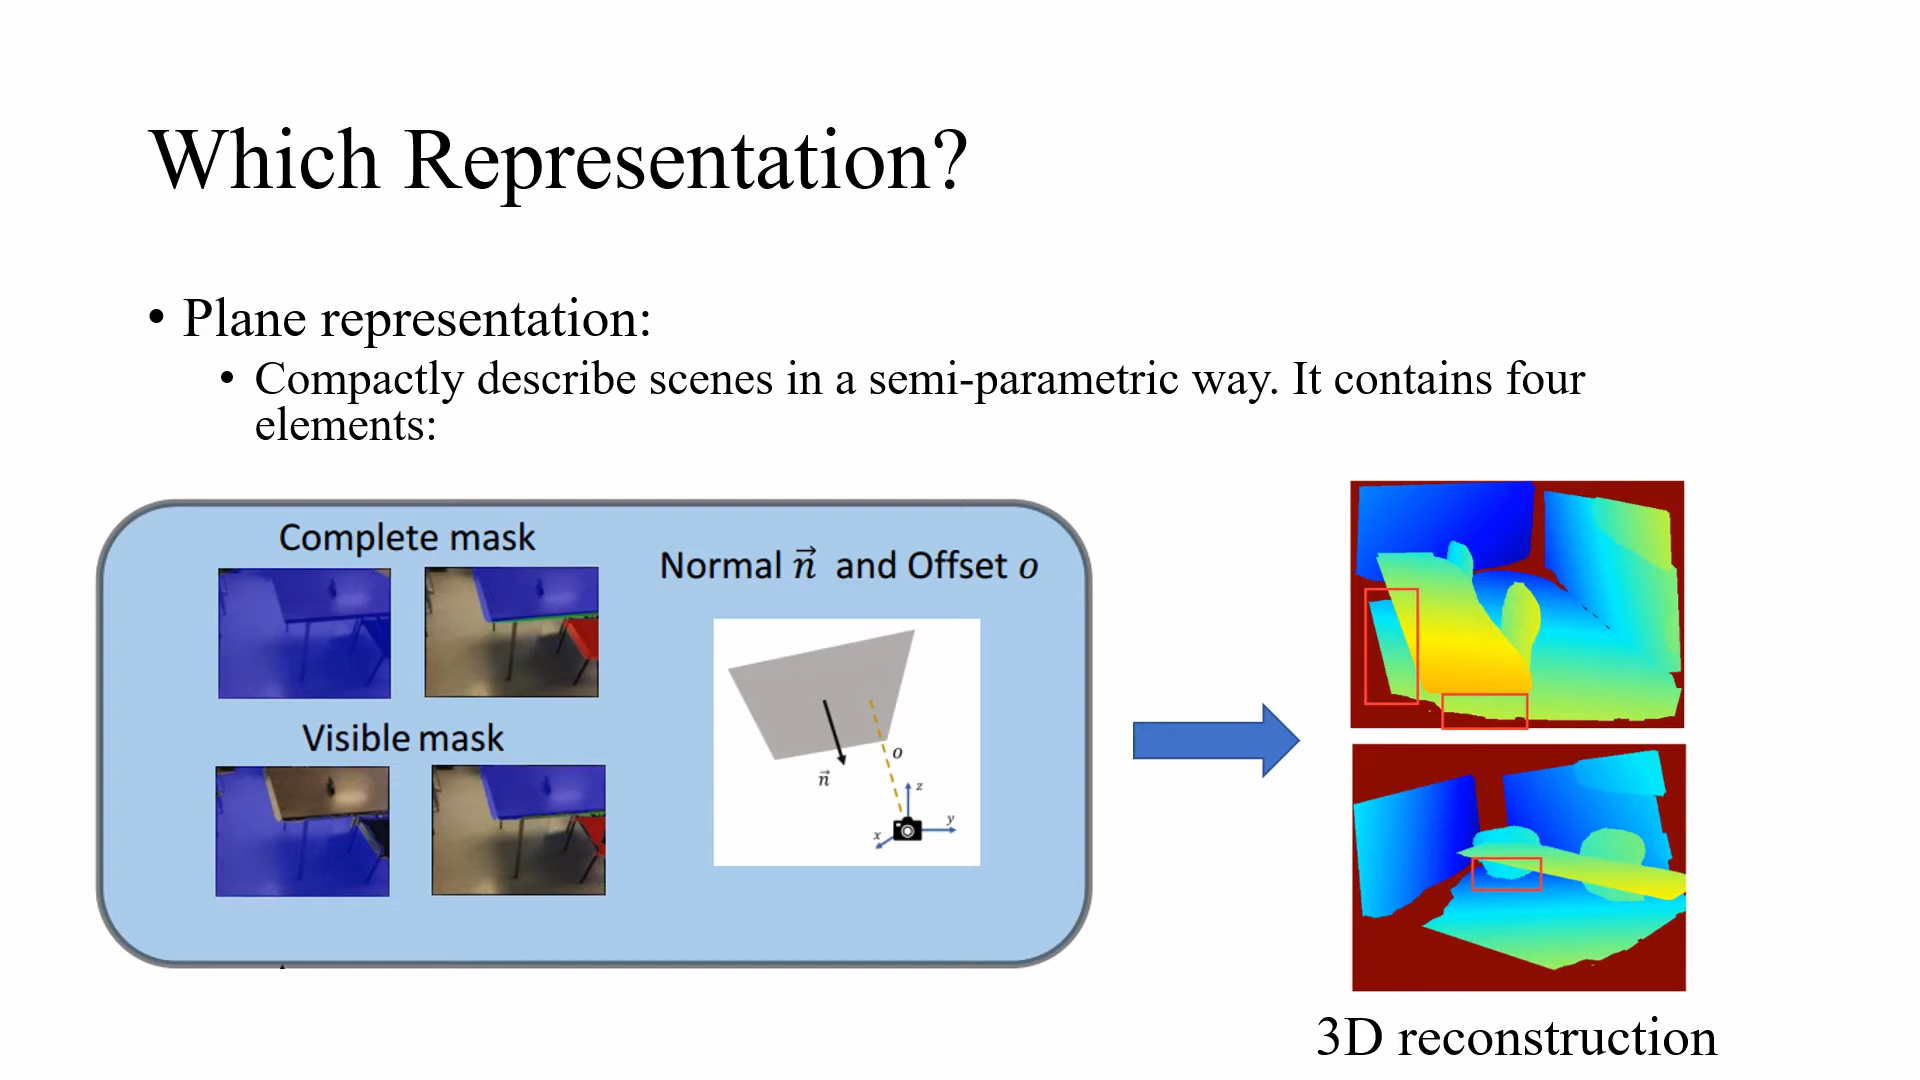 Which Representation?
• Plane representation:
• Compactly describe scenes in a semi-parametric way. It contains four
elements:
Complete mask
Visible mask
Normal n⃗ and Offset o
n⃗
o
z
y
x
3D reconstruction